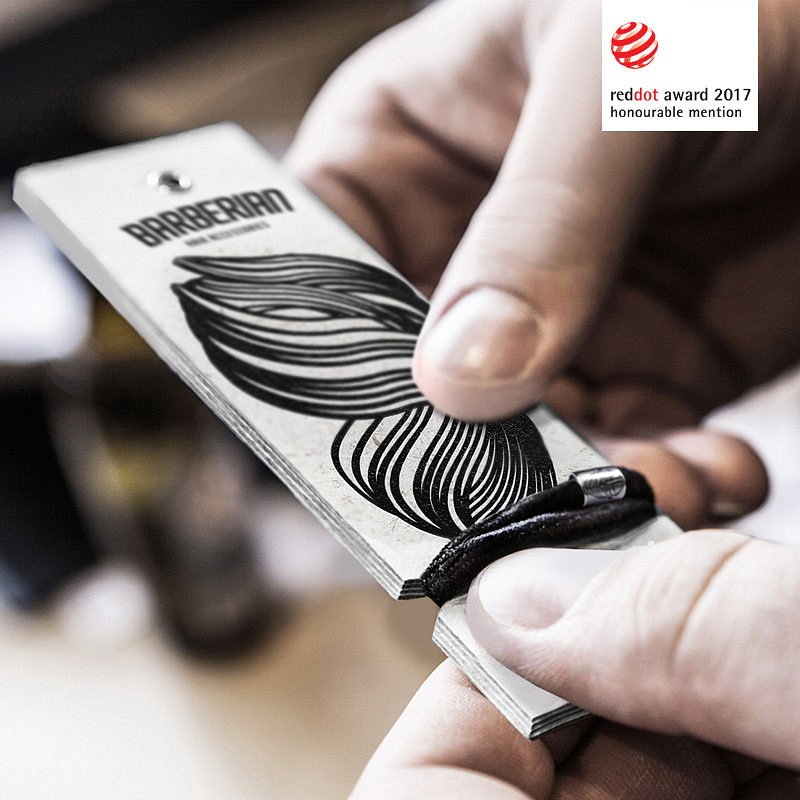 reddot award 2017
honourable mention
BARBERIAN
HAIR ACCESSORIES